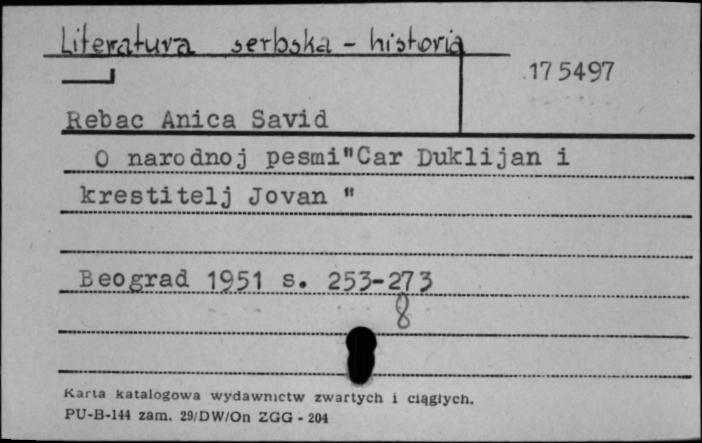 Literatura serbska - historia
175497
Rebac Anica Savid
O narodnoj pesmi"Car Duklijan i
krestitelj Jovan "
Beograd 1951 s. 253-273
8
Karta katalogowa wydawnictw zwartych i ciągłych.
PU-B-144 zam. 29/DW/On ZGG - 204